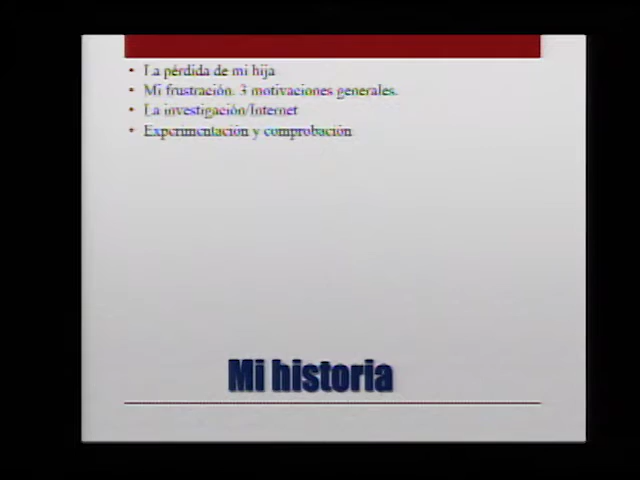 • La pérdida de mi hija
• Mi frustración. 3 motivaciones generales.
• La investigación/Internet
• Experimentación y comprobación
Mi historia